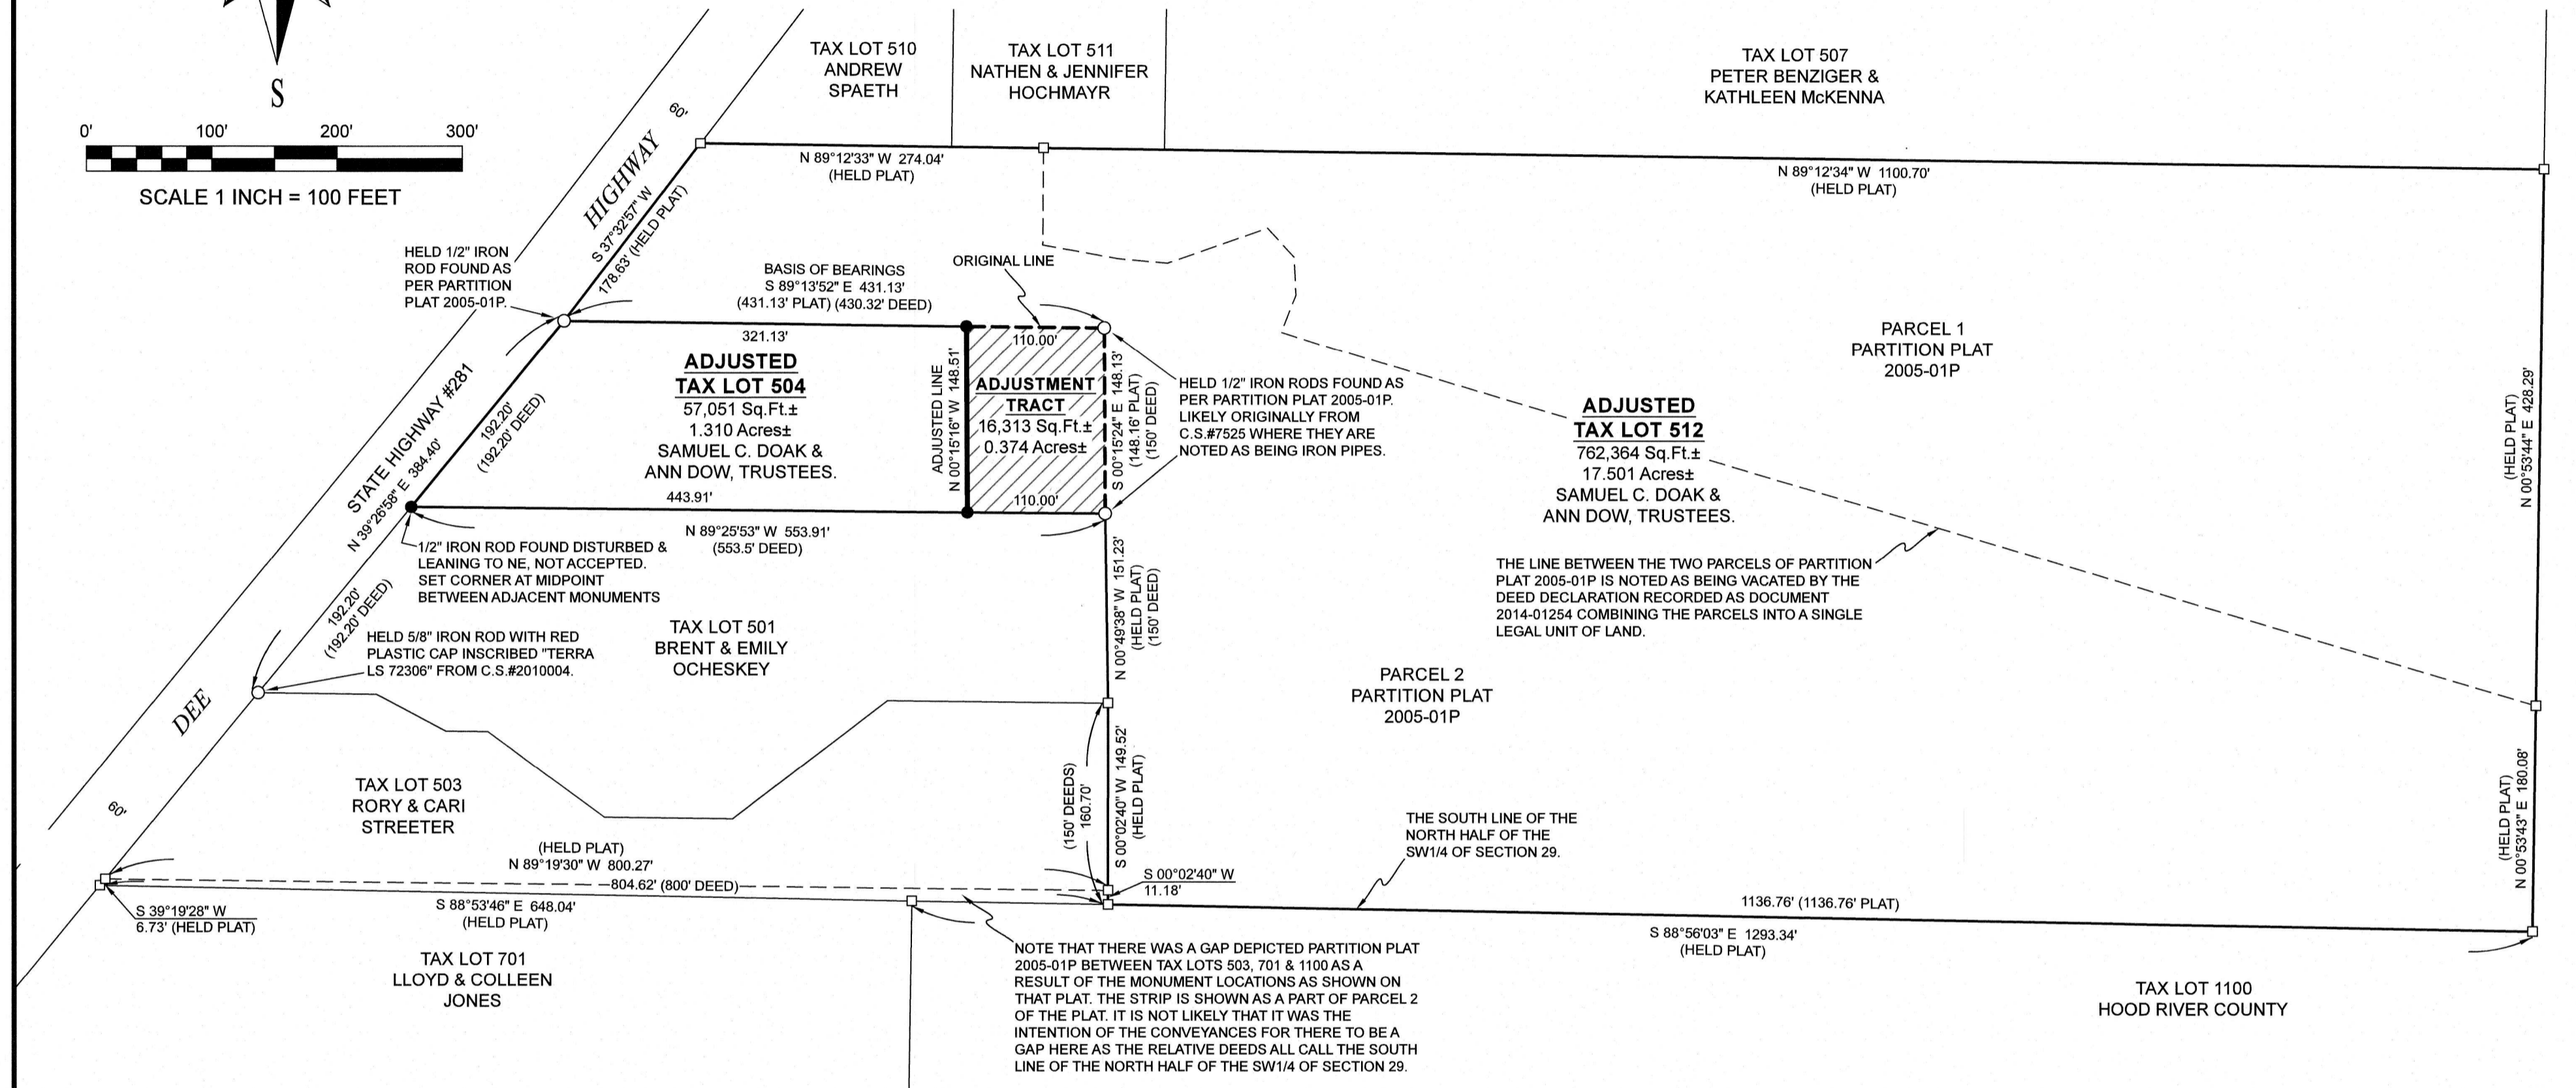 S
0' 100' 200' 300'
SCALE 1 INCH = 100 FEET
TAX LOT 510
ANDREW
SPAETH
TAX LOT 511
NATHEN & JENNIFER
HOCHMAYR
TAX LOT 507
PETER BENZIGER &
KATHLEEN McKENNA
60'
HIGHWAY
S 37°32'57" W
178.63' (HELD PLAT)
N 89°12'33" W 274.04'
(HELD PLAT)
N 89°12'34" W 1100.70'
(HELD PLAT)
HELD 1/2" IRON
ROD FOUND AS
PER PARTITION
PLAT 2005-01P.
BASIS OF BEARINGS
S 89°13'52" E 431.13'
(431.13' PLAT) (430.32' DEED)
ORIGINAL LINE
321.13'
110.00'
ADJUSTED
TAX LOT 504
57,051 Sq.Ft.±
1.310 Acres±
SAMUEL C. DOAK &
ANN DOW, TRUSTEES.
443.91'
ADJUSTED LINE
N 00°15'16" W 148.51'
ADJUSTMENT
TRACT
16,313 Sq.Ft.±
0.374 Acres±
110.00'
S 00°15'24" E 148.13'
(148.16' PLAT)
(150' DEED)
HELD 1/2" IRON RODS FOUND AS
PER PARTITION PLAT 2005-01P.
LIKELY ORIGINALLY FROM
C.S.#7525 WHERE THEY ARE
NOTED AS BEING IRON PIPES.
PARCEL 1
PARTITION PLAT
2005-01P
ADJUSTED
TAX LOT 512
762,364 Sq.Ft.±
17.501 Acres±
SAMUEL C. DOAK &
ANN DOW, TRUSTEES.
(HELD PLAT)
N 00°53'44" E 428.29'
STATE HIGHWAY #281
N 39°26'58" E 384.40'
192.20'
(192.20' DEED)
N 89°25'53" W 553.91'
(553.5' DEED)
1/2" IRON ROD FOUND DISTURBED &
LEANING TO NE, NOT ACCEPTED.
SET CORNER AT MIDPOINT
BETWEEN ADJACENT MONUMENTS
192.20'
(192.20' DEED)
N 00°49'38" W 151.23'
(HELD PLAT)
(150' DEED)
THE LINE BETWEEN THE TWO PARCELS OF PARTITION
PLAT 2005-01P IS NOTED AS BEING VACATED BY THE
DEED DECLARATION RECORDED AS DOCUMENT
2014-01254 COMBINING THE PARCELS INTO A SINGLE
LEGAL UNIT OF LAND.
HELD 5/8" IRON ROD WITH RED
PLASTIC CAP INSCRIBED "TERRA
LS 72306" FROM C.S.#2010004.
TAX LOT 501
BRENT & EMILY
OCHESKEY
PARCEL 2
PARTITION PLAT
2005-01P
DEE
60'
TAX LOT 503
RORY & CARI
STREETER
(150' DEEDS)
160.70'
S 00°02'40" W 149.52'
(HELD PLAT)
(HELD PLAT)
N 00°53'43" E 180.08'
THE SOUTH LINE OF THE
NORTH HALF OF THE
SW1/4 OF SECTION 29.
(HELD PLAT)
N 89°19'30" W 800.27'
804.62' (800' DEED)
S 00°02'40" W
11.18'
S 39°19'28" W
6.73' (HELD PLAT)
S 88°53'46" E 648.04'
(HELD PLAT)
1136.76' (1136.76' PLAT)
S 88°56'03" E 1293.34'
(HELD PLAT)
TAX LOT 701
LLOYD & COLLEEN
JONES
NOTE THAT THERE WAS A GAP DEPICTED PARTITION PLAT
2005-01P BETWEEN TAX LOTS 503, 701 & 1100 AS A
RESULT OF THE MONUMENT LOCATIONS AS SHOWN ON
THAT PLAT. THE STRIP IS SHOWN AS A PART OF PARCEL 2
OF THE PLAT. IT IS NOT LIKELY THAT IT WAS THE
INTENTION OF THE CONVEYANCES FOR THERE TO BE A
GAP HERE AS THE RELATIVE DEEDS ALL CALL THE SOUTH
LINE OF THE NORTH HALF OF THE SW1/4 OF SECTION 29.
TAX LOT 1100
HOOD RIVER COUNTY